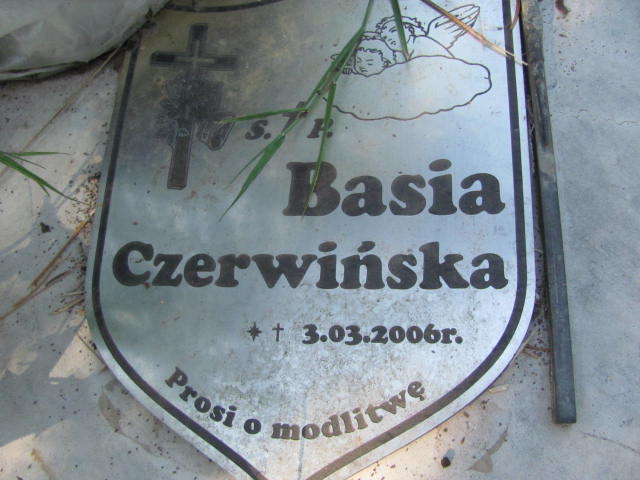 Ś. † P.
Basia
Czerwińska
* † 3.03.2006r.
Prosi o modlitwę